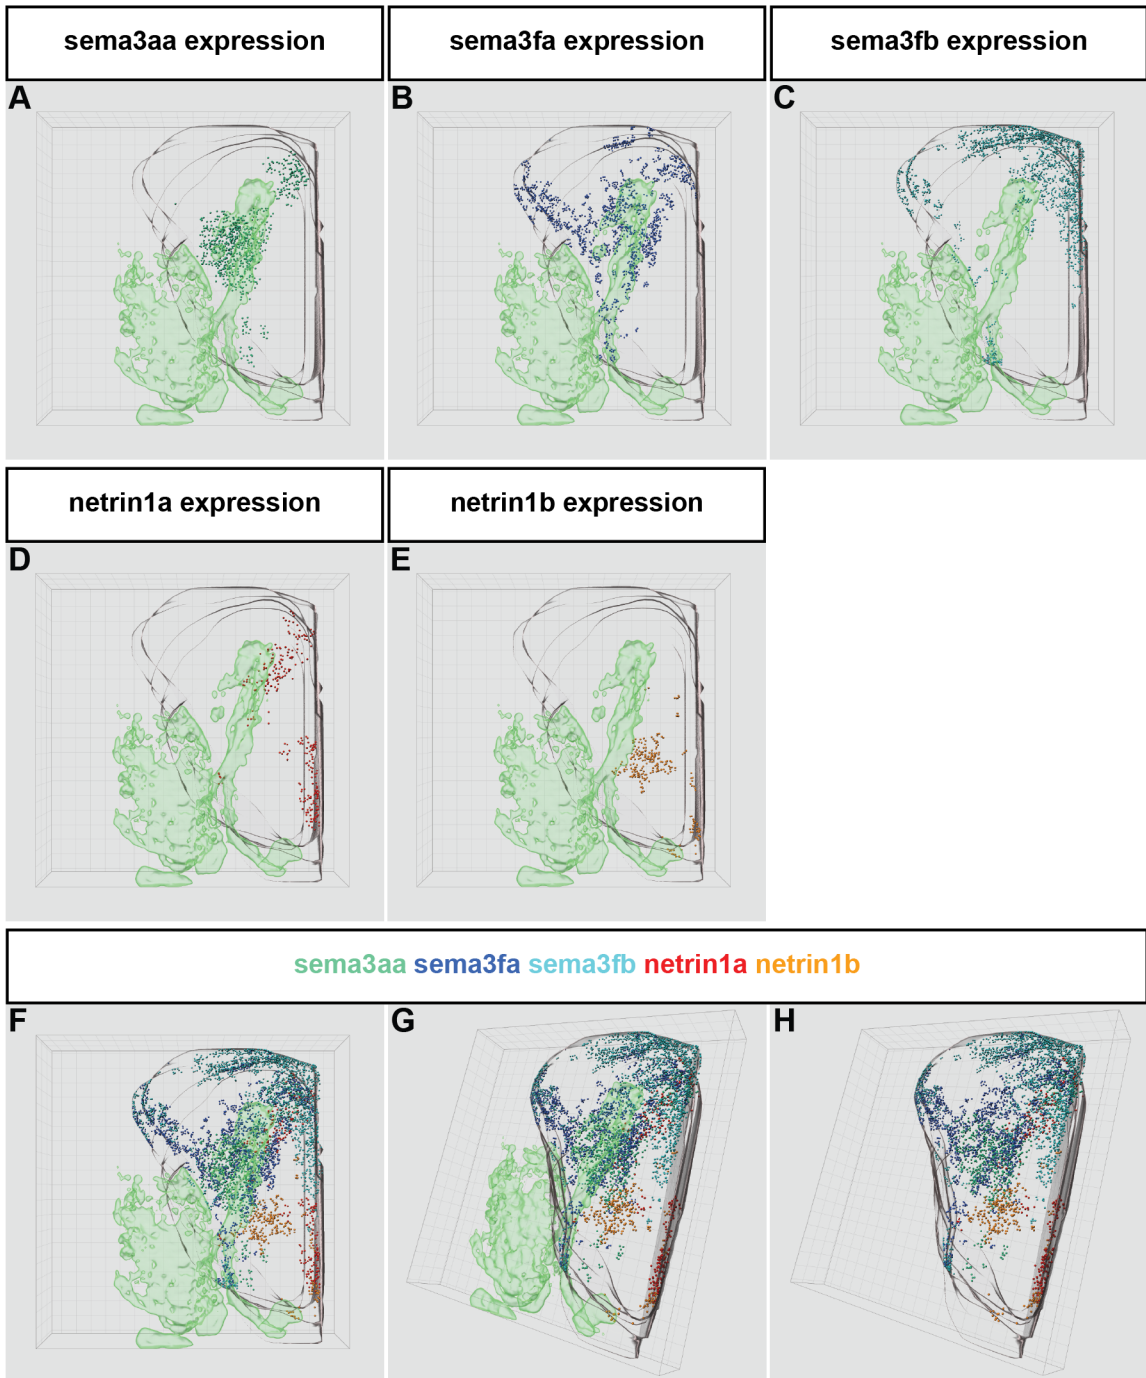 sema3aa expression
sema3fa expression
sema3fb expression
A
B
C
netrin1a expression
netrin1b expression
D
E
sema3aa sema3fa sema3fb netrin1a netrin1b
F
G
H